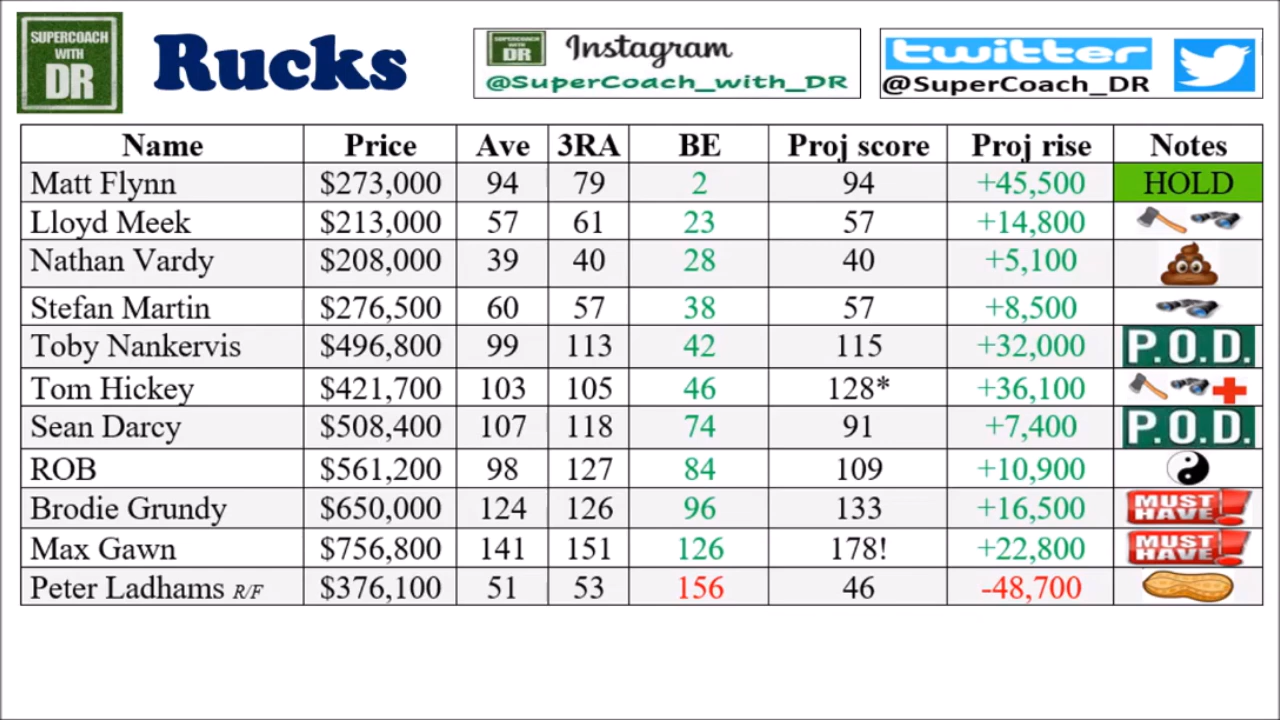 SUPERCOACH
WITH
DR
Rucks
SUPERCOACH
WITH
DR
Instagram
@SuperCoach_with_DR
twitter
@SuperCoach_DR
Name Price Ave 3RA BE Proj score Proj rise Notes
Matt Flynn $273,000 94 79 2 94 +45,500 HOLD
Lloyd Meek $213,000 57 61 23 57 +14,800
Nathan Vardy $208,000 39 40 28 40 +5,100
Stefan Martin $276,500 60 57 38 57 +8,500
Toby Nankervis $496,800 99 113 42 115 +32,000 P.O.D.
Tom Hickey $421,700 103 105 46 128* +36,100
Sean Darcy $508,400 107 118 74 91 +7,400 P.O.D.
ROB $561,200 98 127 84 109 +10,900
Brodie Grundy $650,000 124 126 96 133 +16,500 MUST HAVE!
Max Gawn $756,800 141 151 126 178! +22,800 MUST HAVE!
Peter Ladhams R/F $376,100 51 53 156 46 -48,700